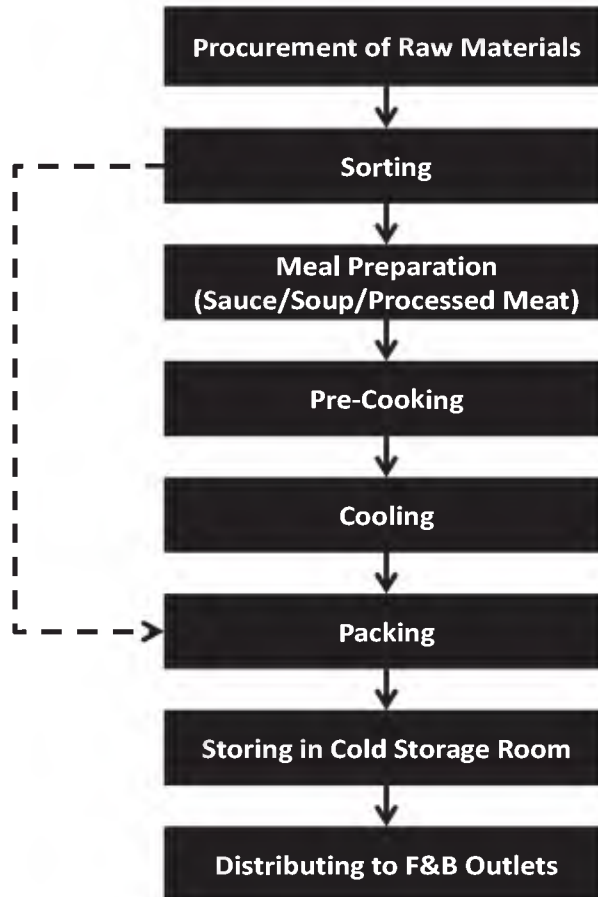 Procurement of Raw Materials
Sorting
Meal Preparation
(Sauce/Soup/Processed Meat)
Pre-Cooking
Cooling
Packing
Storing in Cold Storage Room
Distributing to F&B Outlets